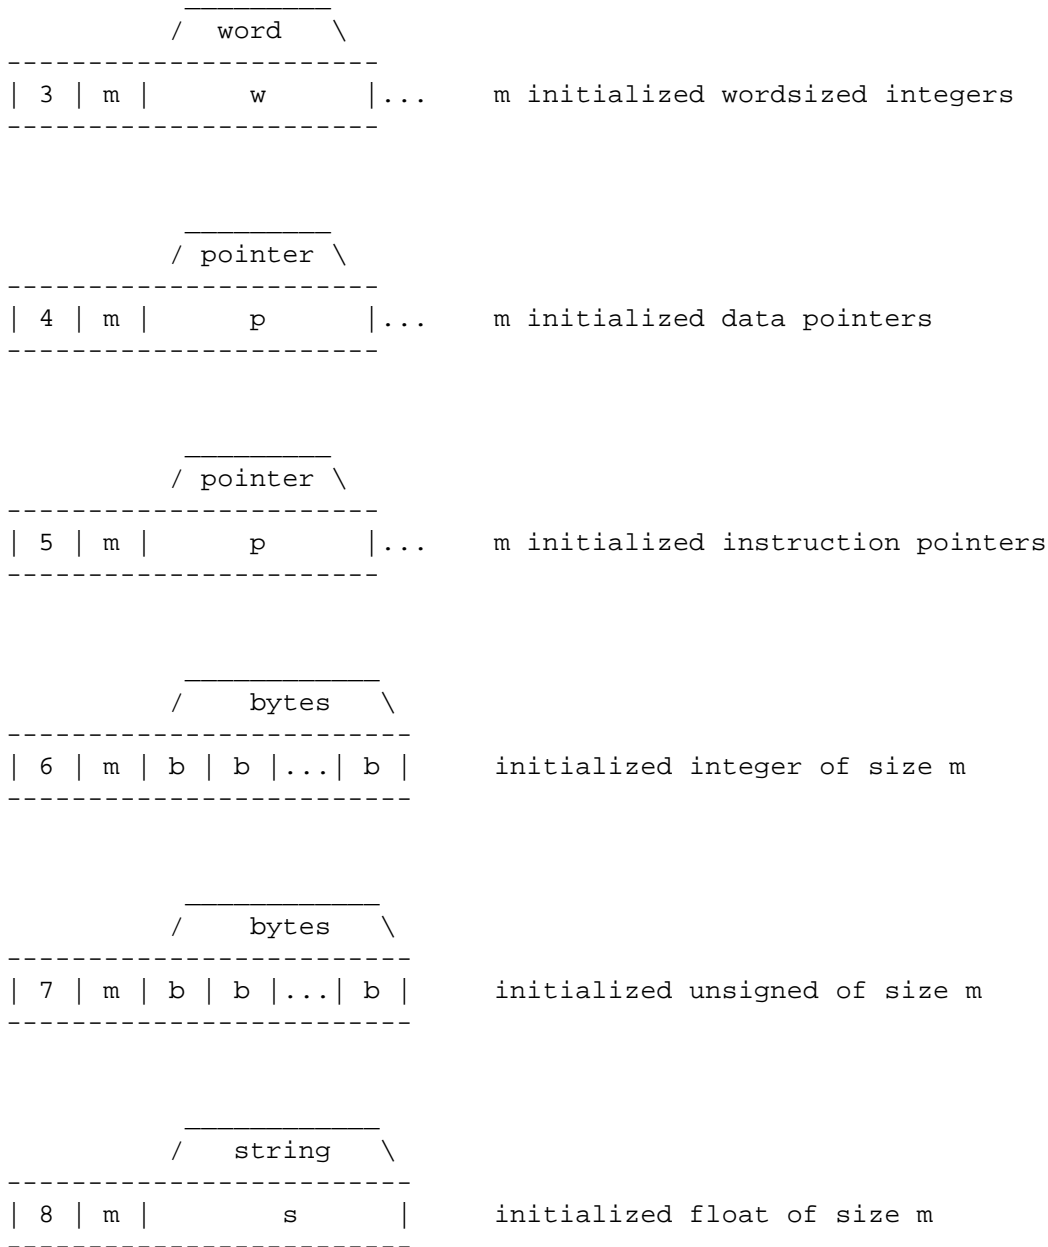 / word \
| 3 | m | w |... m initialized wordsized integers
/ pointer \
| 4 | m | p |... m initialized data pointers
/ pointer \
| 5 | m | p |... m initialized instruction pointers
/ bytes \
| 6 | m | b | b |...| b | initialized integer of size m
/ bytes \
| 7 | m | b | b |...| b | initialized unsigned of size m
/ string \
| 8 | m | s | initialized float of size m